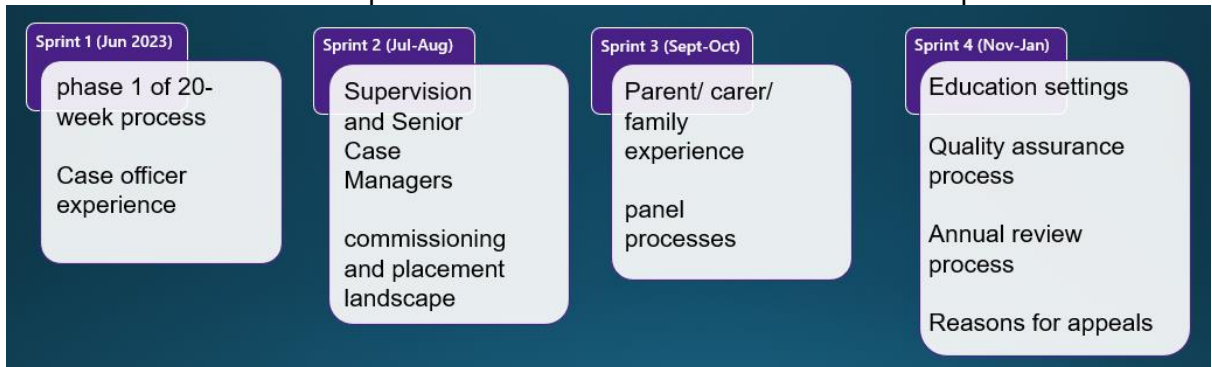 Sprint 1 (Jun 2023)
phase 1 of 20-
week process
Case officer
experience
Sprint 2 (Jul-Aug)
Supervision
and Senior
Case
Managers
commissioning
and placement
landscape
Sprint 3 (Sept-Oct)
Parent/ carer/
family
experience
panel
processes
Sprint 4 (Nov-Jan)
Education settings
Quality assurance
process
Annual review
process
Reasons for appeals